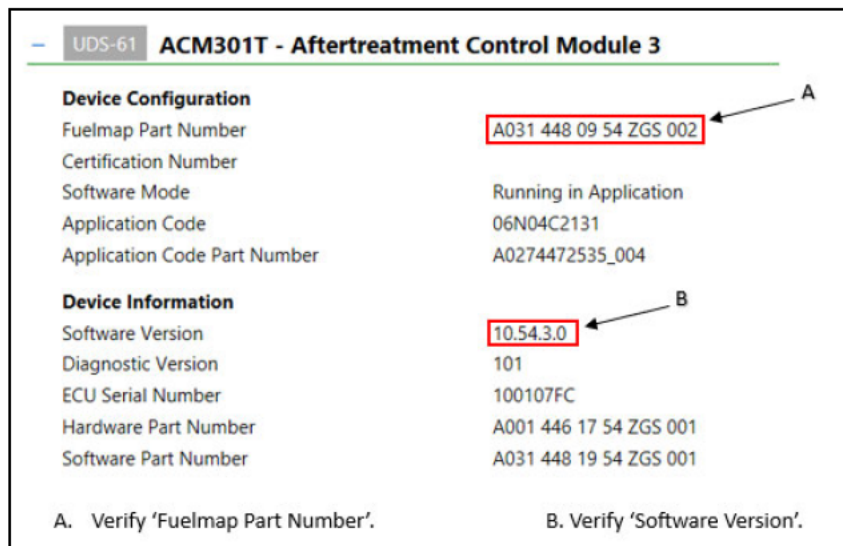 − UDS-61 ACM301T - Aftertreatment Control Module 3
Device Configuration
A
Fuelmap Part Number A031 448 09 54 ZGS 002
Certification Number
Software Mode Running in Application
Application Code 06N04C2131
Application Code Part Number A0274472535_004
Device Information
B
Software Version 10.54.3.0
Diagnostic Version 101
ECU Serial Number 100107FC
Hardware Part Number A001 446 17 54 ZGS 001
Software Part Number A031 448 19 54 ZGS 001
A. Verify ‘Fuelmap Part Number’. B. Verify ‘Software Version’.